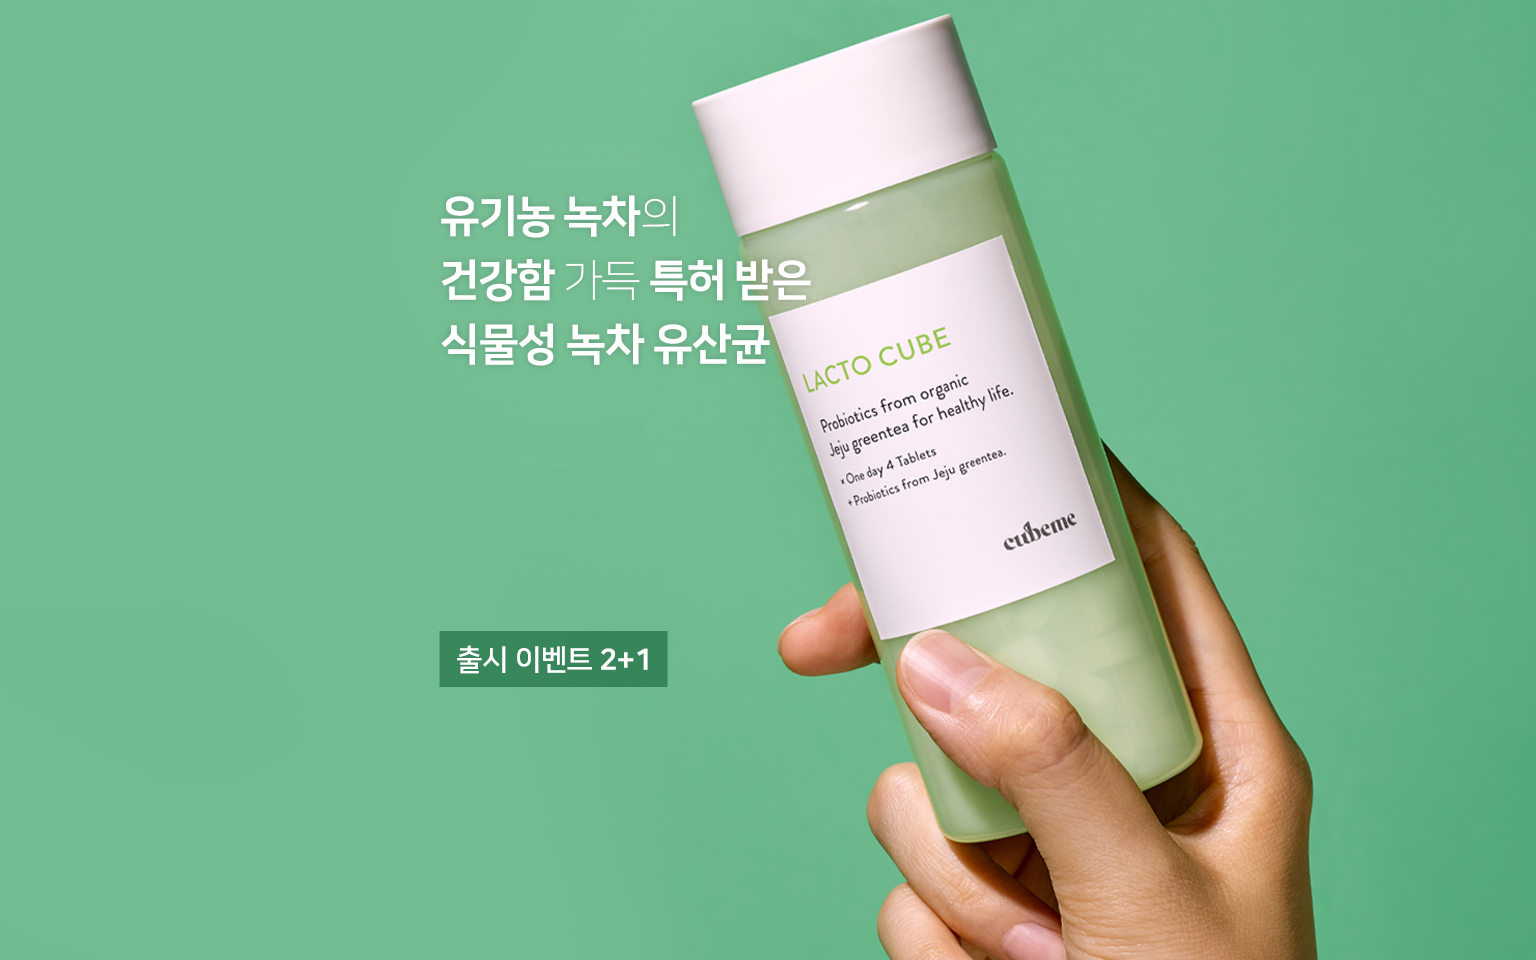 유기농 녹차의
건강함 가득 특허 받은
식물성 녹차 유산균
출시 이벤트 2+1
LACTO CUBE
Probiotics from organic
Jeju greentea for healthy life.
× One day 4 Tablets
+ Probiotics from Jeju greentea.
cubeme